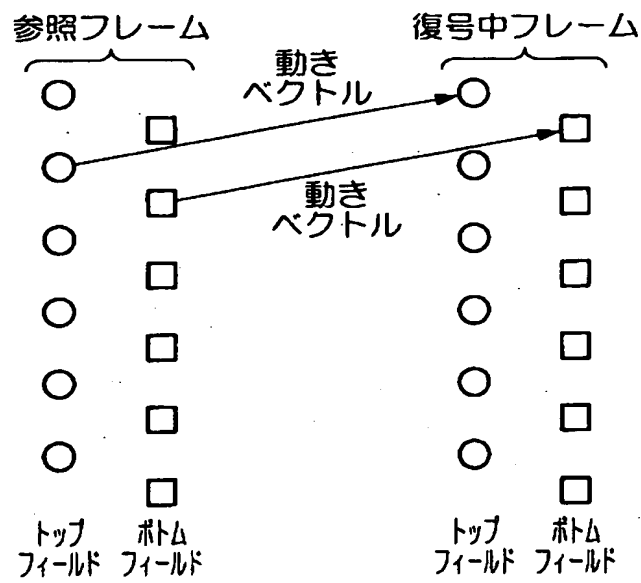 参照フレーム
復号中フレーム
動き
ベクトル
動き
ベクトル
トップ
フィールド
ボトム
フィールド
トップ
フィールド
ボトム
フィールド